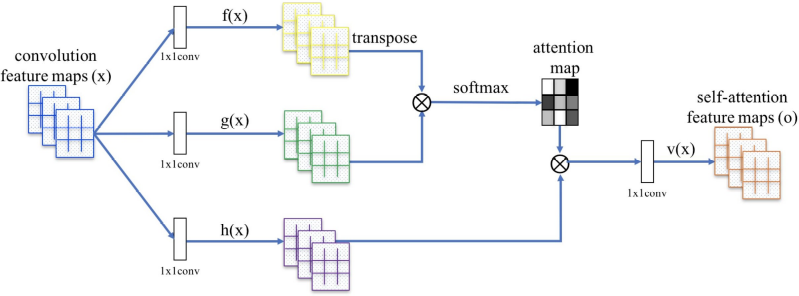 convolution
feature maps (x)
1x1conv
f(x)
transpose
1x1conv
g(x)
1x1conv
h(x)
softmax
attention
map
1x1conv
v(x)
self-attention
feature maps (o)